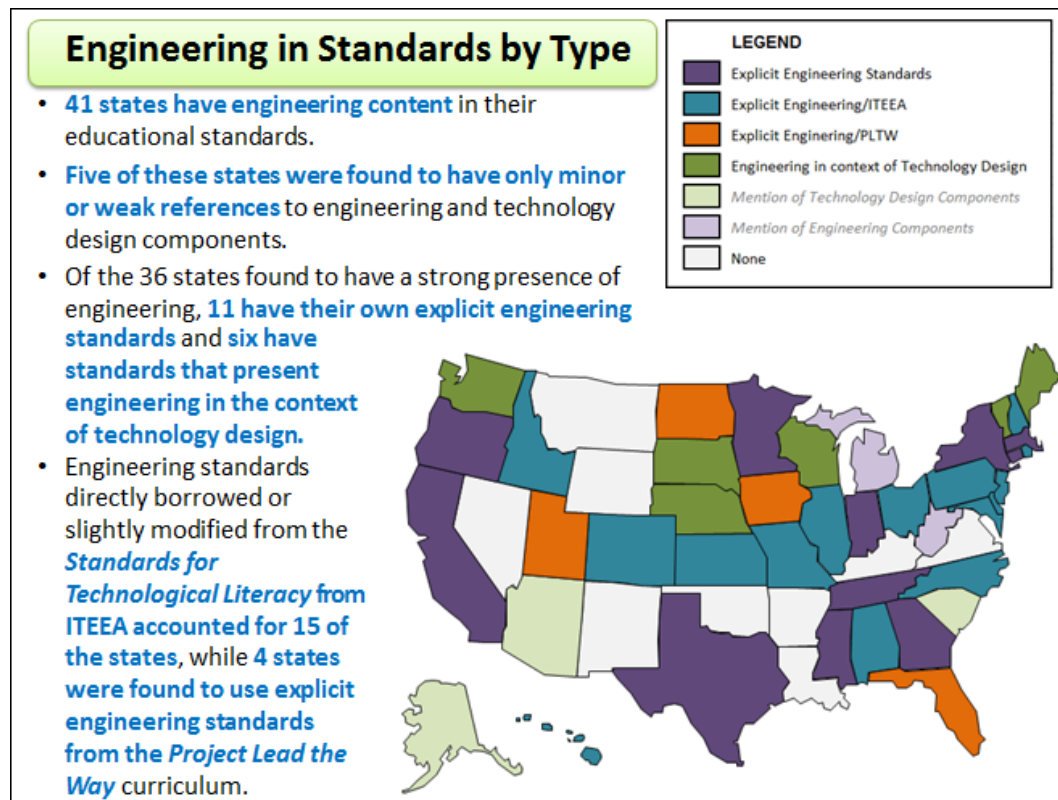 Engineering in Standards by Type
• 41 states have engineering content in their
educational standards.
• Five of these states were found to have only minor
or weak references to engineering and technology
design components.
• Of the 36 states found to have a strong presence of
engineering, 11 have their own explicit engineering
standards and six have
standards that present
engineering in the context
of technology design.
• Engineering standards
directly borrowed or
slightly modified from the
Standards for
Technological Literacy from
ITEEA accounted for 15 of
the states, while 4 states
were found to use explicit
engineering standards
from the Project Lead the
Way curriculum.
LEGEND
Explicit Engineering Standards
Explicit Engineering/ITEEA
Explicit Enginering/PLTW
Engineering in context of Technology Design
Mention of Technology Design Components
Mention of Engineering Components
None